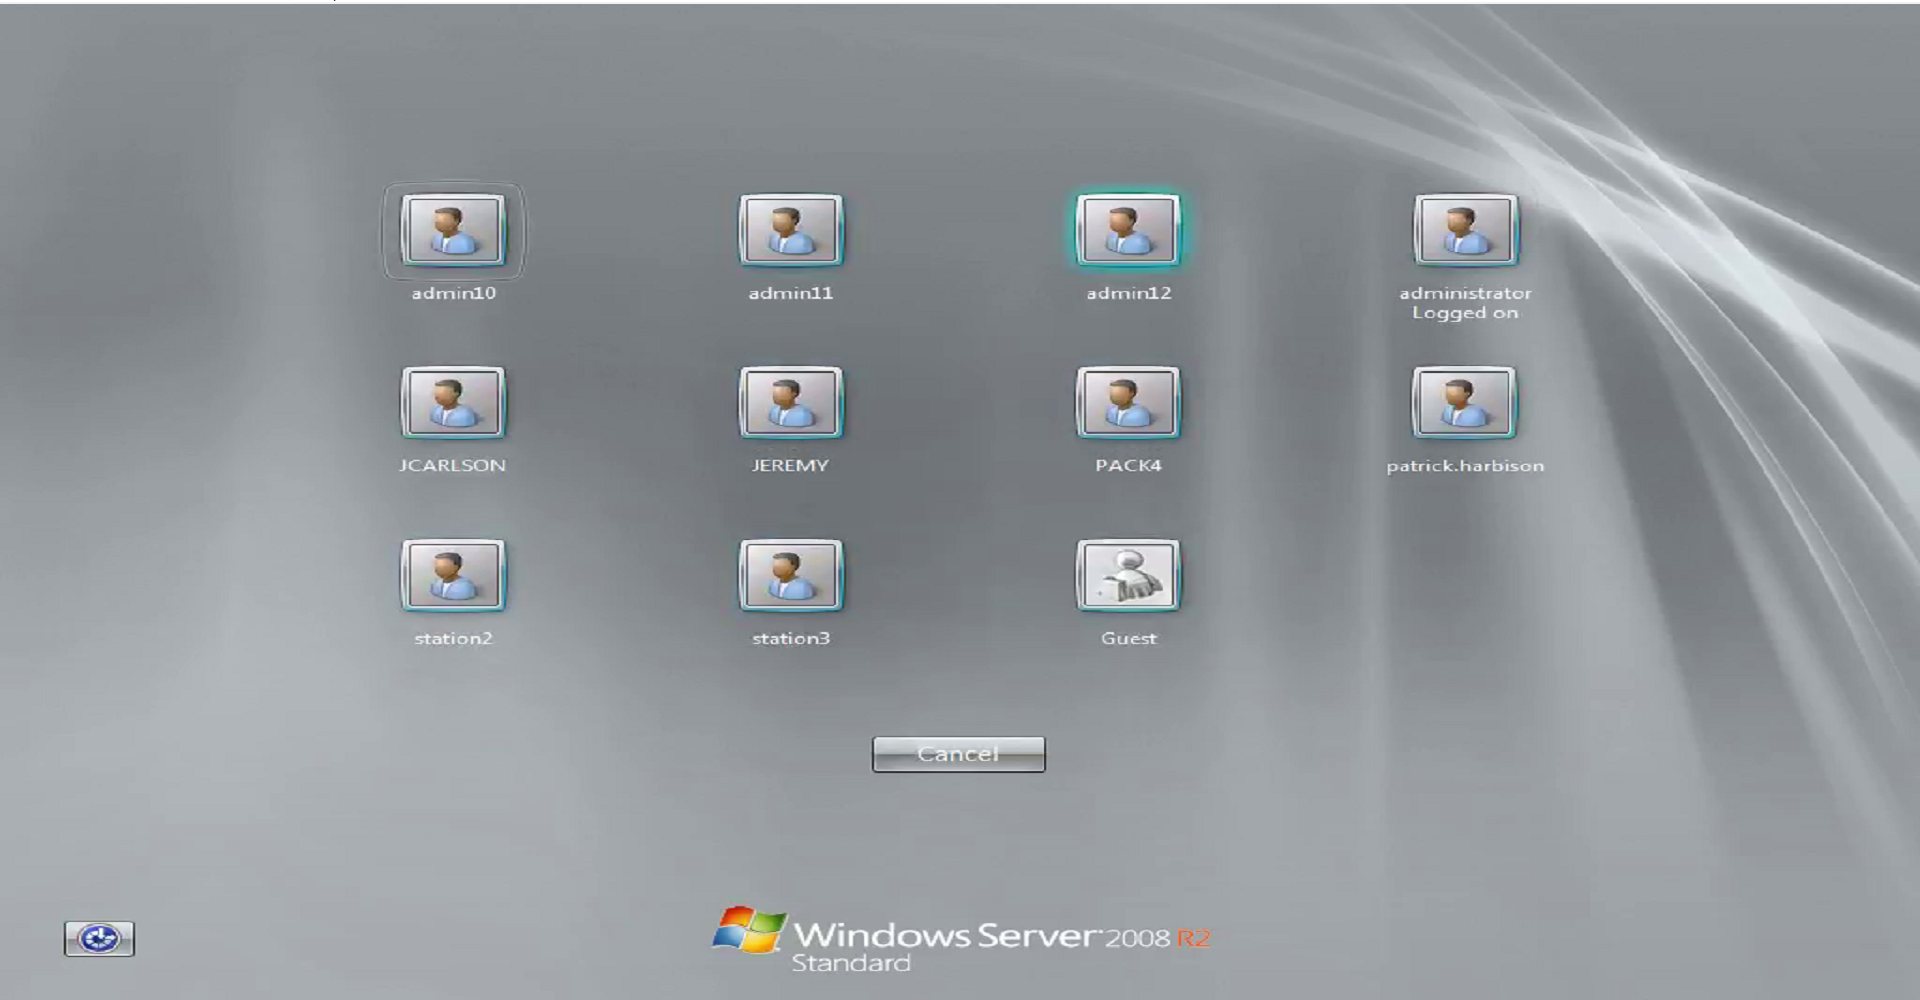 admin10
admin11
admin12
administrator
Logged on
JCARLSON
JEREMY
PACK4
patrick.harbison
station2
station3
Guest
Cancel
Windows Server 2008 R2
Standard